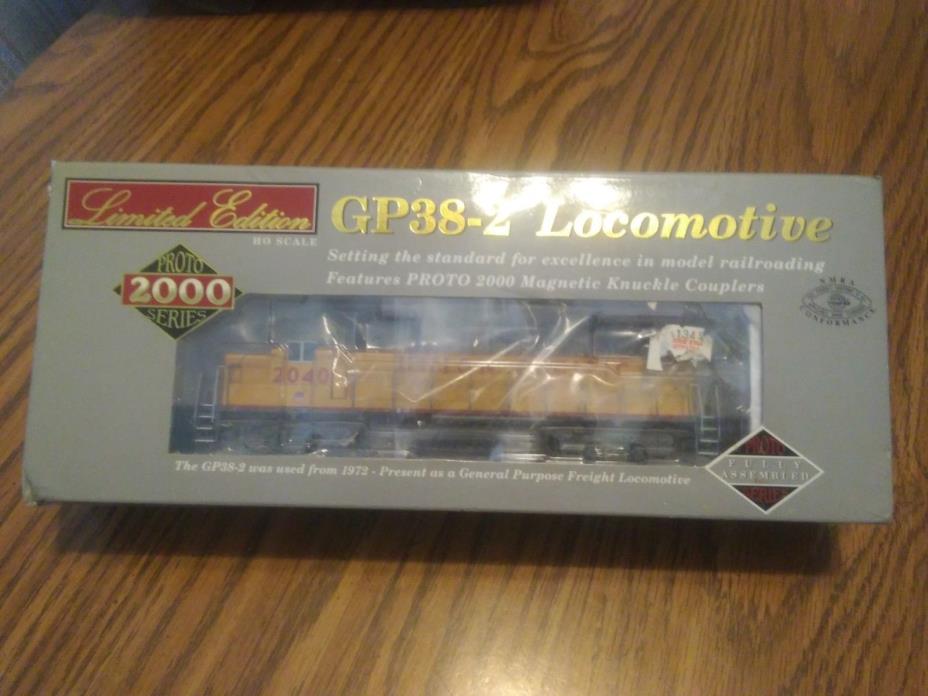 Limited Edition
HO SCALE
GP38-2 Locomotive
Setting the standard for excellence in model railroading
Features PROTO 2000 Magnetic Knuckle Couplers
PROTO
2000
SERIES
NMRA
CONFORMANCE
2040
The GP38-2 was used from 1972 - Present as a General Purpose Freight Locomotive
PROTO
FULLY
ASSEMBLED
SERIES